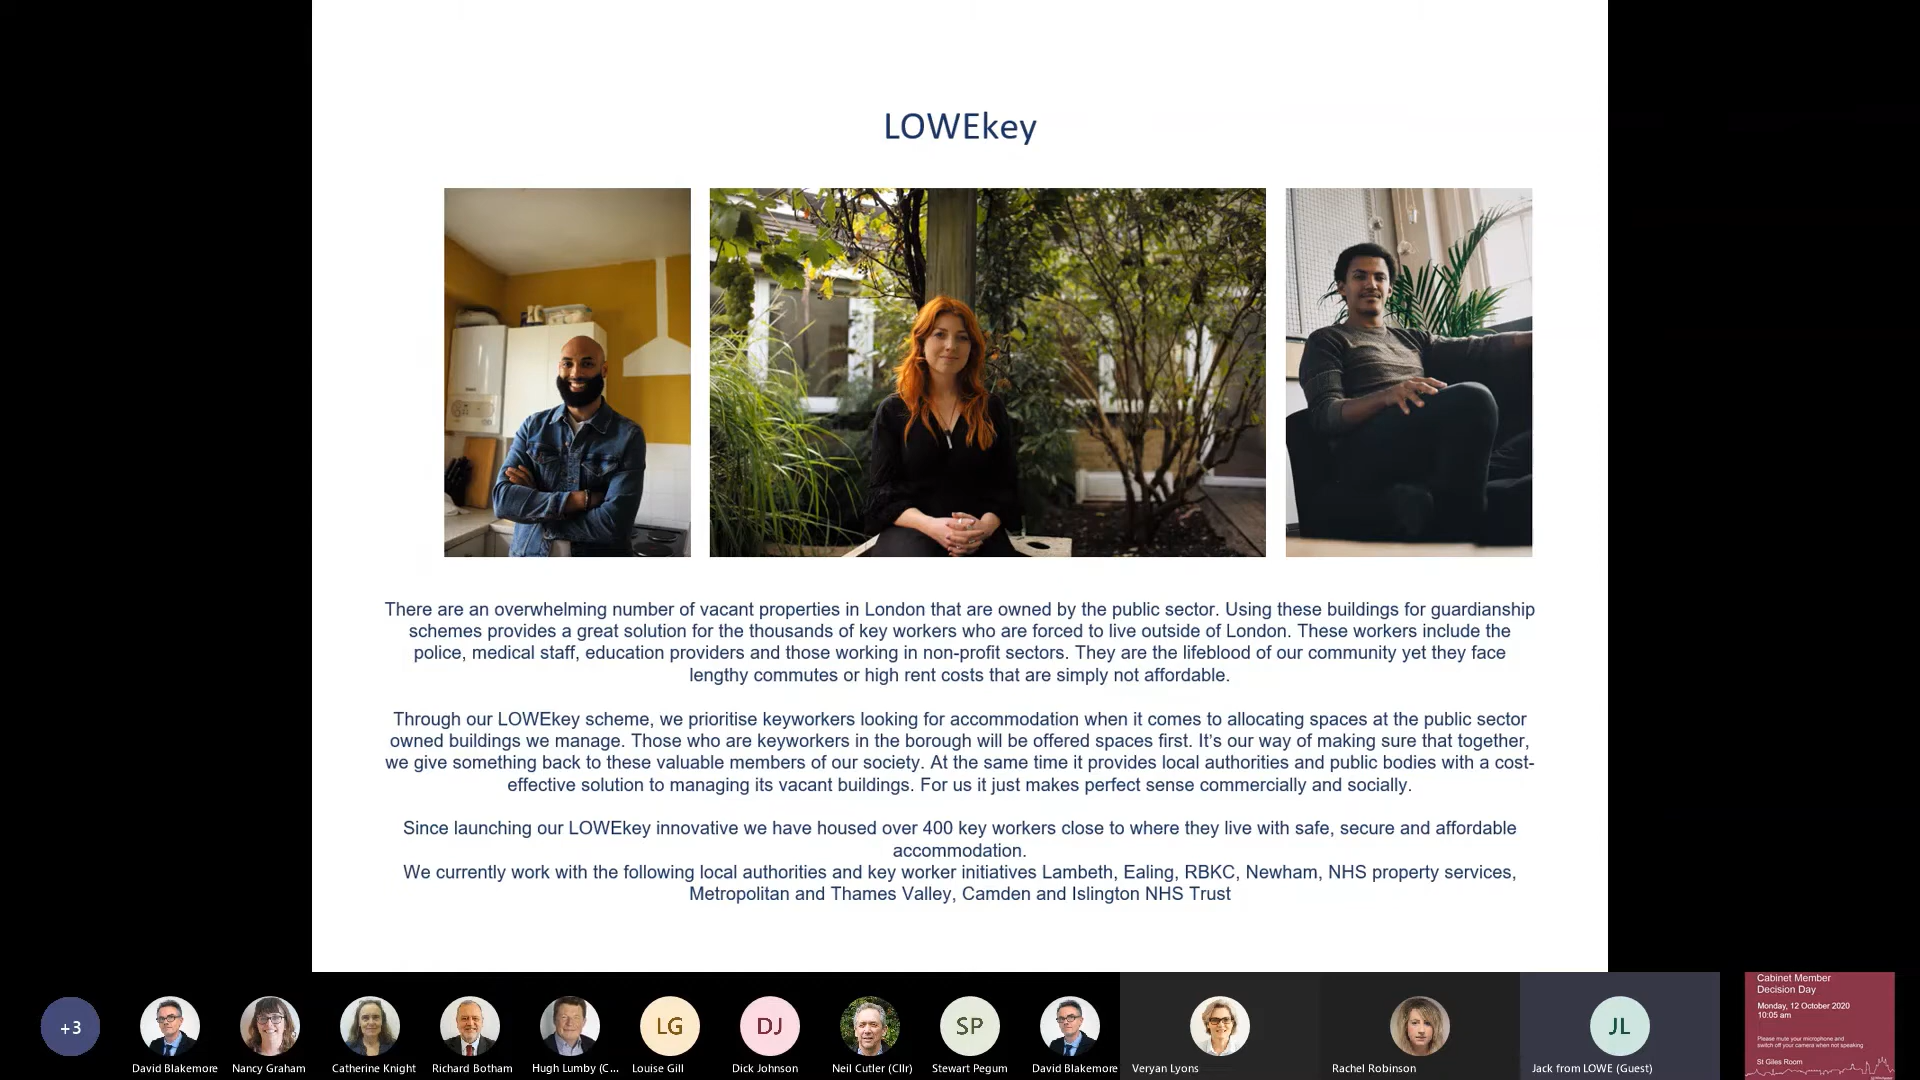 LOWEkey
There are an overwhelming number of vacant properties in London that are owned by the public sector. Using these buildings for guardianship
schemes provides a great solution for the thousands of key workers who are forced to live outside of London. These workers include the
police, medical staff, education providers and those working in non-profit sectors. They are the lifeblood of our community yet they face
lengthy commutes or high rent costs that are simply not affordable.
Through our LOWEkey scheme, we prioritise keyworkers looking for accommodation when it comes to allocating spaces at the public sector
owned buildings we manage. Those who are keyworkers in the borough will be offered spaces first. It's our way of making sure that together,
we give something back to these valuable members of our society. At the same time it provides local authorities and public bodies with a cost-
effective solution to managing its vacant buildings. For us it just makes perfect sense commercially and socially.
Since launching our LOWEkey innovative we have housed over 400 key workers close to where they live with safe, secure and affordable
accommodation.
We currently work with the following local authorities and key worker initiatives Lambeth, Ealing, RBKC, Newham, NHS property services,
Metropolitan and Thames Valley, Camden and Islington NHS Trust
+3
David Blakemore
Nancy Graham
Catherine Knight
Richard Botham
Hugh Lumby (C...
LG
Louise Gill
DJ
Dick Johnson
Neil Cutler (Cllr)
SP
Stewart Pegum
David Blakemore
Veryan Lyons
Rachel Robinson
JL
Jack from LOWE (Guest)
Cabinet Member
Decision Day
Monday, 12 October 2020
10:05 am
Please mute your microphone and
switch off your camera when not speaking
St Giles Room